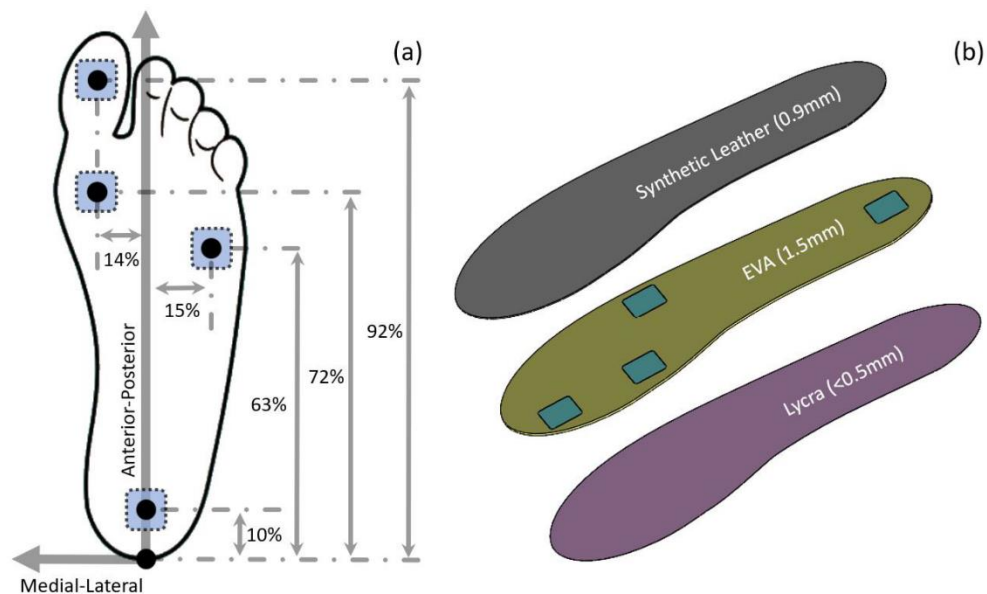 (a)
14%
15%
92%
72%
63%
10%
Anterior-Posterior
Medial-Lateral
(b)
Synthetic Leather (0.9mm)
EVA (1.5mm)
Lycra (<0.5mm)